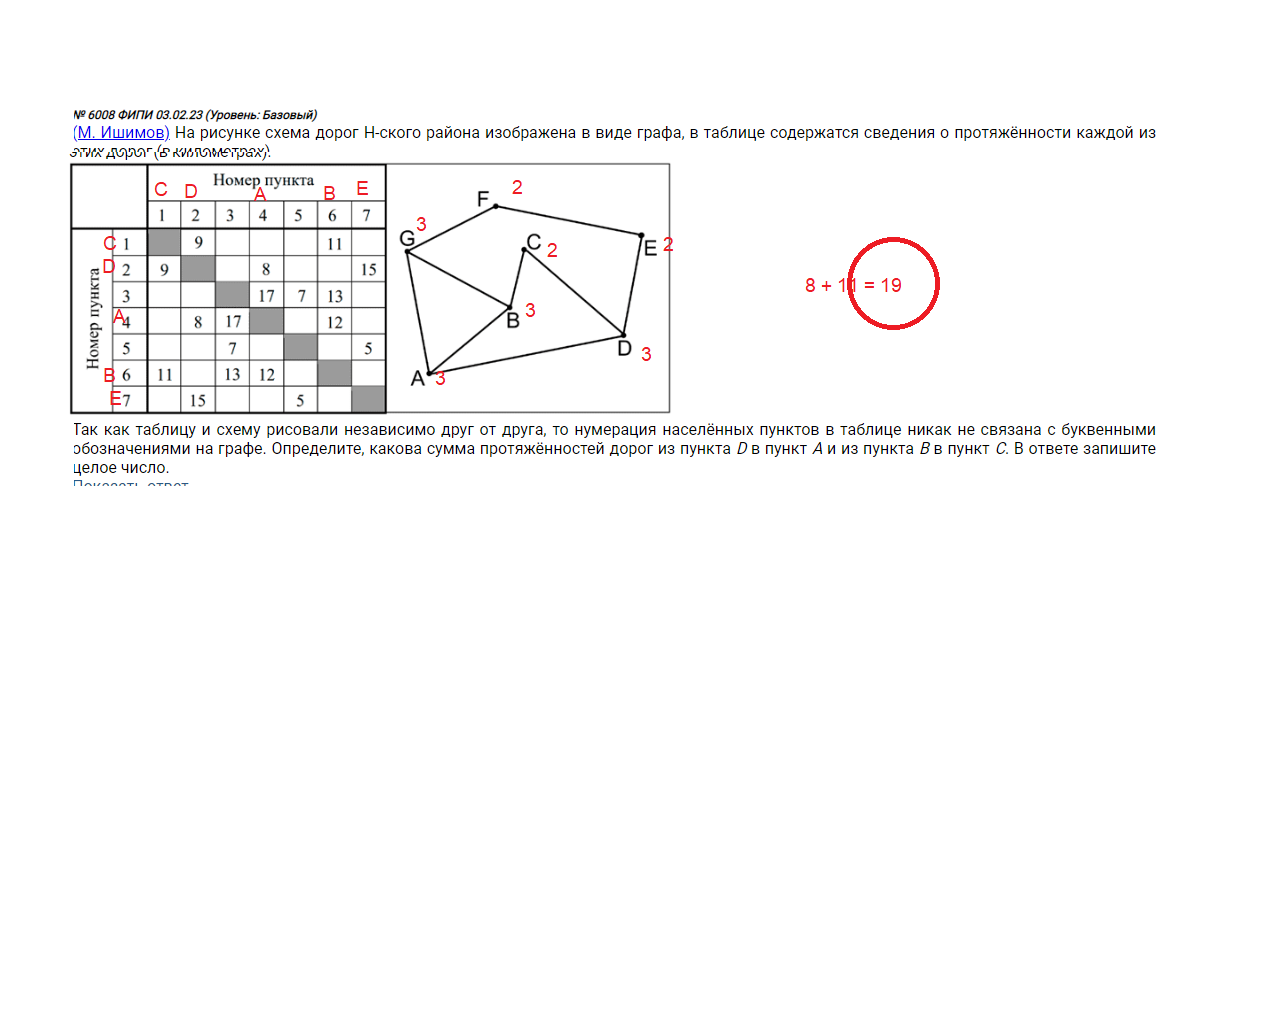 № 6008 ФИПИ 03.02.23 (Уровень: Базовый)
(М. Ишимов) На рисунке схема дорог Н-ского района изображена в виде графа, в таблице содержатся сведения о протяжённости каждой из
этих дорог (в километрах).
Номер пункта
C D A B E
1 2 3 4 5 6 7
Номер пункта
C 1 9 11
D 2 9 8 15
3 17 7 13
A 4 8 17 12
5 7 5
B 6 11 13 12
E 7 15 5
F 2
G 3
C 2
E 2
B 3
D 3
A 3
8 + 11 = 19
Так как таблицу и схему рисовали независимо друг от друга, то нумерация населённых пунктов в таблице никак не связана с буквенными
обозначениями на графе. Определите, какова сумма протяжённостей дорог из пункта D в пункт A и из пункта B в пункт C. В ответе запишите
целое число.
Показать ответ